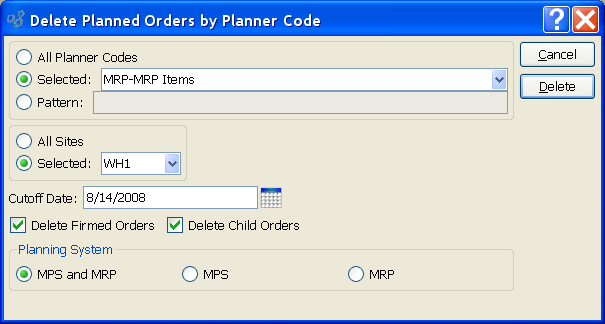 Delete Planned Orders by Planner Code
All Planner Codes
Cancel
Selected: MRP-MRP Items
Delete
Pattern:
All Sites
Selected: WH1
Cutoff Date: 8/14/2008
Delete Firmed Orders Delete Child Orders
Planning System
MPS and MRP MPS MRP